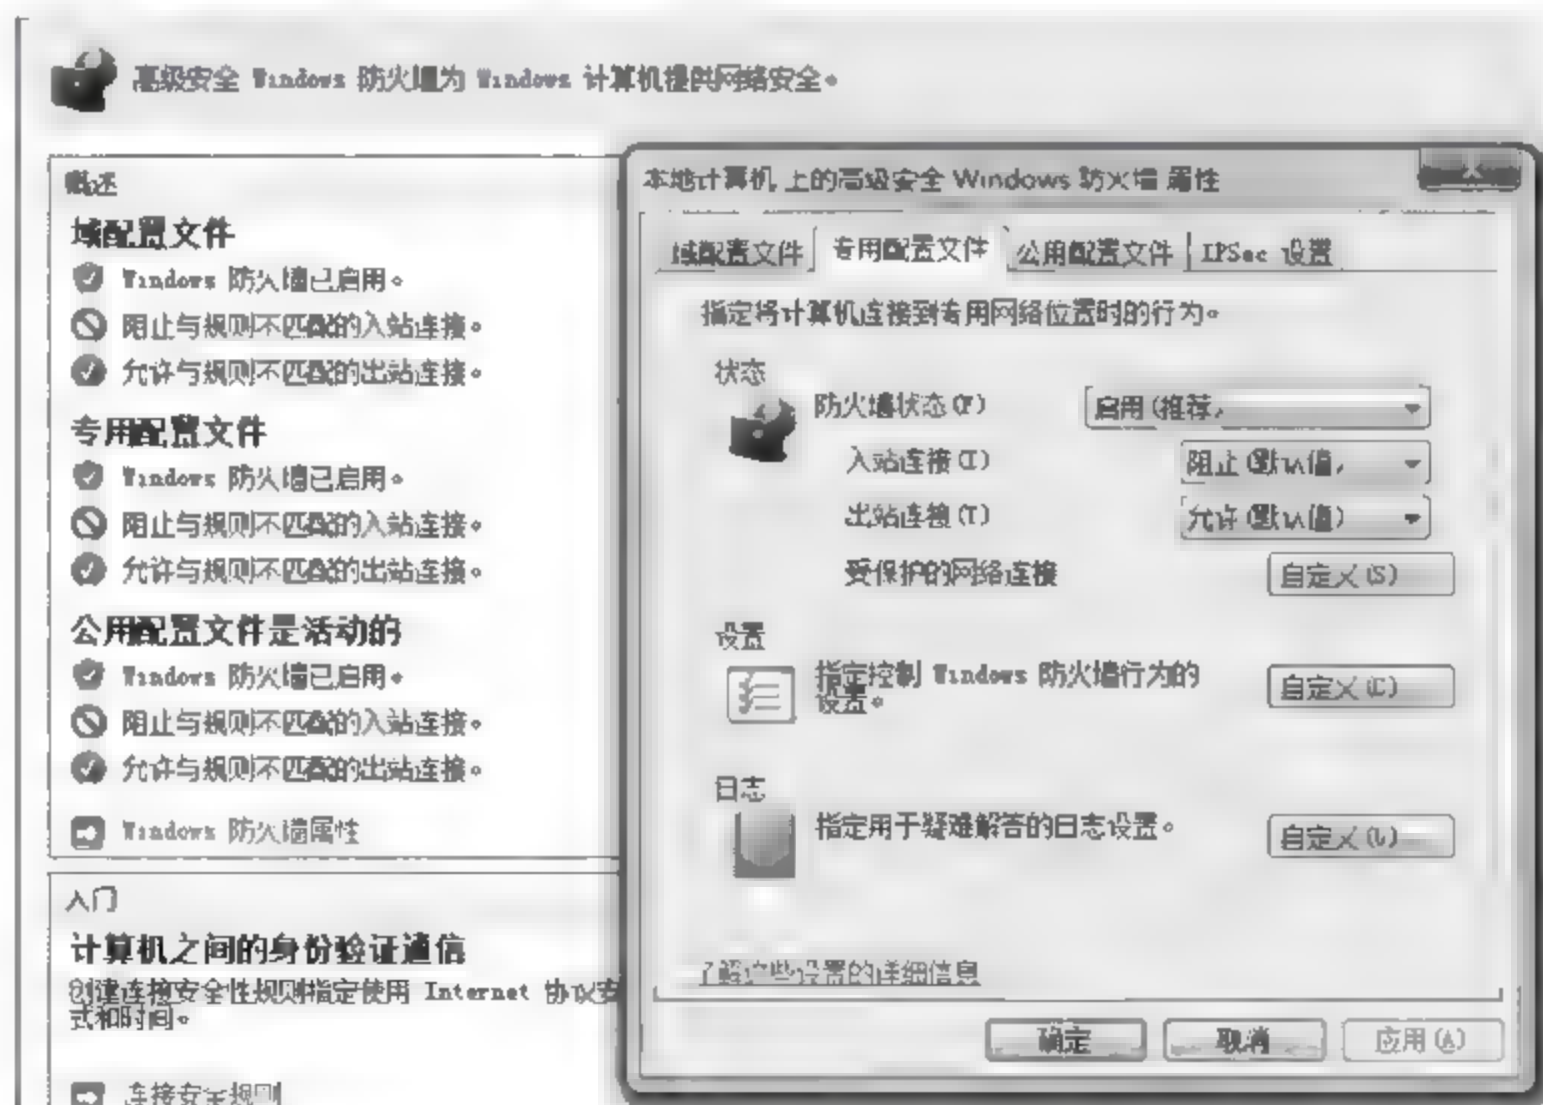 高级安全 Windows 防火墙为 Windows 计算机提供网络安全。
概述
域配置文件
Windows 防火墙已启用。
阻止与规则不匹配的入站连接。
允许与规则不匹配的出站连接。
专用配置文件
Windows 防火墙已启用。
阻止与规则不匹配的入站连接。
允许与规则不匹配的出站连接。
公用配置文件是活动的
Windows 防火墙已启用。
阻止与规则不匹配的入站连接。
允许与规则不匹配的出站连接。
Windows 防火墙属性
入门
计算机之间的身份验证通信
创建连接安全性规则指定使用 Internet 协议安
式和时间。
连接安全规则
本地计算机 上的高级安全 Windows 防火墙 属性
域配置文件 专用配置文件 公用配置文件 IPSec 设置
指定将计算机连接到专用网络位置时的行为。
状态
防火墙状态(F) 启用(推荐)
入站连接(I) 阻止(默认值)
出站连接(T) 允许(默认值)
受保护的网络连接 自定义(S)
设置
指定控制 Windows 防火墙行为的
设置。 自定义(C)
日志
指定用于疑难解答的日志设置。 自定义
了解这些设置的详细信息
确定 取消 应用(A)